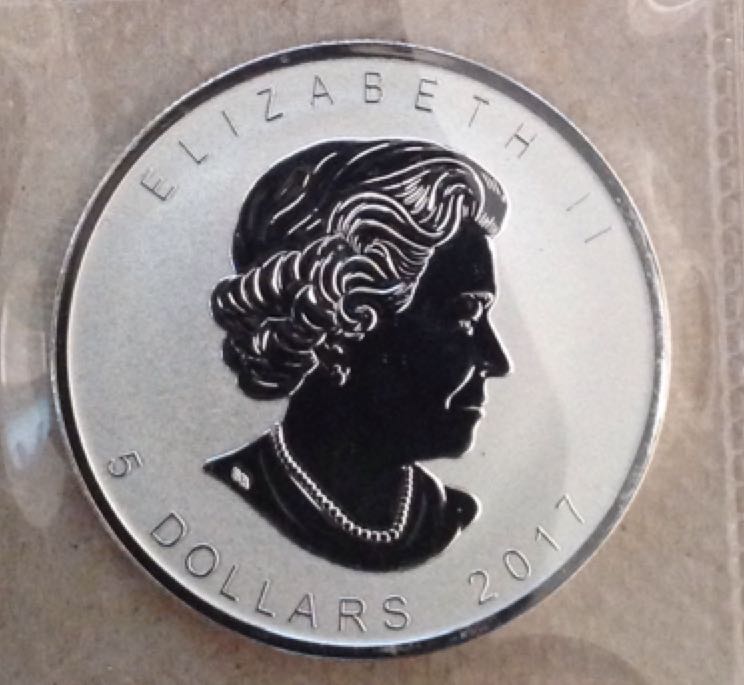 ELIZABETH II
5 DOLLARS 2017